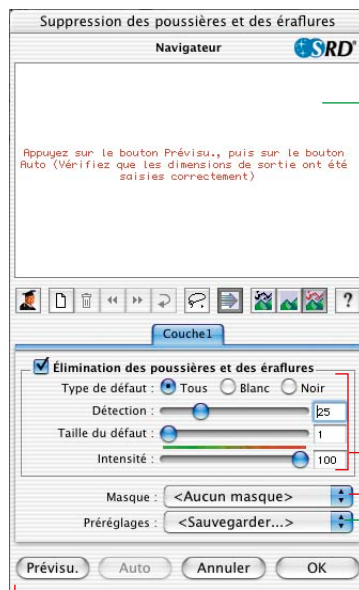 Suppression des poussières et des éraflures
Navigateur
SRD
Appuyez sur le bouton Prévisu., puis sur le bouton
Auto (Vérifiez que les dimensions de sortie ont été
saisies correctement)
?
Couche1
Élimination des poussières et des éraflures
Type de défaut : Tous Blanc Noir
Détection : 25
Taille du défaut : 1
Intensité : 100
Masque : <Aucun masque>
Préréglages : <Sauvegarder...>
Prévisu. Auto Annuler OK